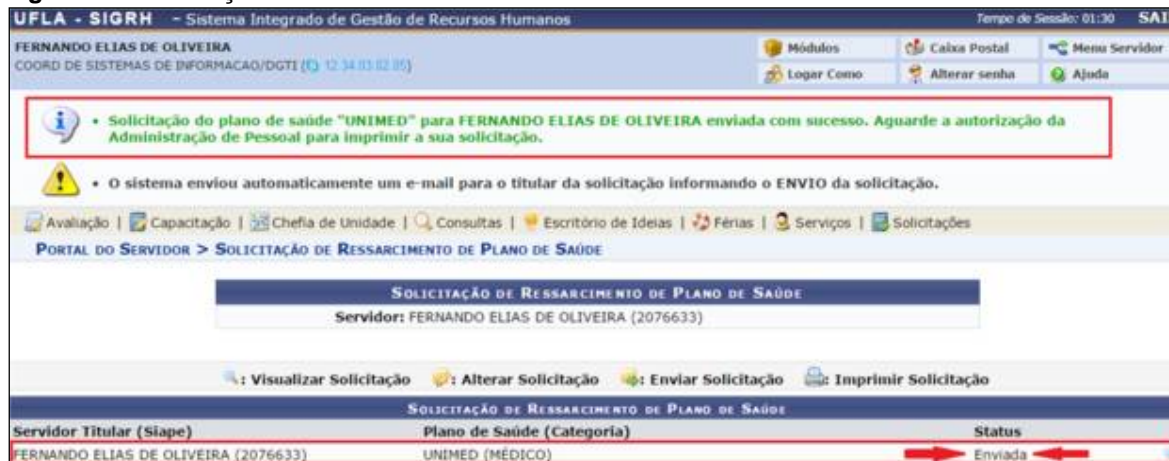 UFLA - SIGRH - Sistema Integrado de Gestão de Recursos Humanos Tempo de Sessão: 01:30 SAI
FERNANDO ELIAS DE OLIVEIRA Módulos Caixa Postal Menu Servidor
COORD DE SISTEMAS DE INFORMACAO/DGTI Logar Como Alterar senha Ajuda
• Solicitação do plano de saúde "UNIMED" para FERNANDO ELIAS DE OLIVEIRA enviada com sucesso. Aguarde a autorização da
Administração de Pessoal para imprimir a sua solicitação.
• O sistema enviou automaticamente um e-mail para o titular da solicitação informando o ENVIO da solicitação.
Avaliação | Capacitação | Chefia de Unidade | Consultas | Escritório de Ideias | Férias | Serviços | Solicitações
PORTAL DO SERVIDOR > SOLICITAÇÃO DE RESSARCIMENTO DE PLANO DE SAÚDE
SOLICITAÇÃO DE RESSARCIMENTO DE PLANO DE SAÚDE
Servidor: FERNANDO ELIAS DE OLIVEIRA (2076633)
: Visualizar Solicitação : Alterar Solicitação : Enviar Solicitação : Imprimir Solicitação
SOLICITAÇÃO DE RESSARCIMENTO DE PLANO DE SAÚDE
Servidor Titular (Siape) Plano de Saúde (Categoria) Status
FERNANDO ELIAS DE OLIVEIRA (2076633) UNIMED (MÉDICO) Enviada